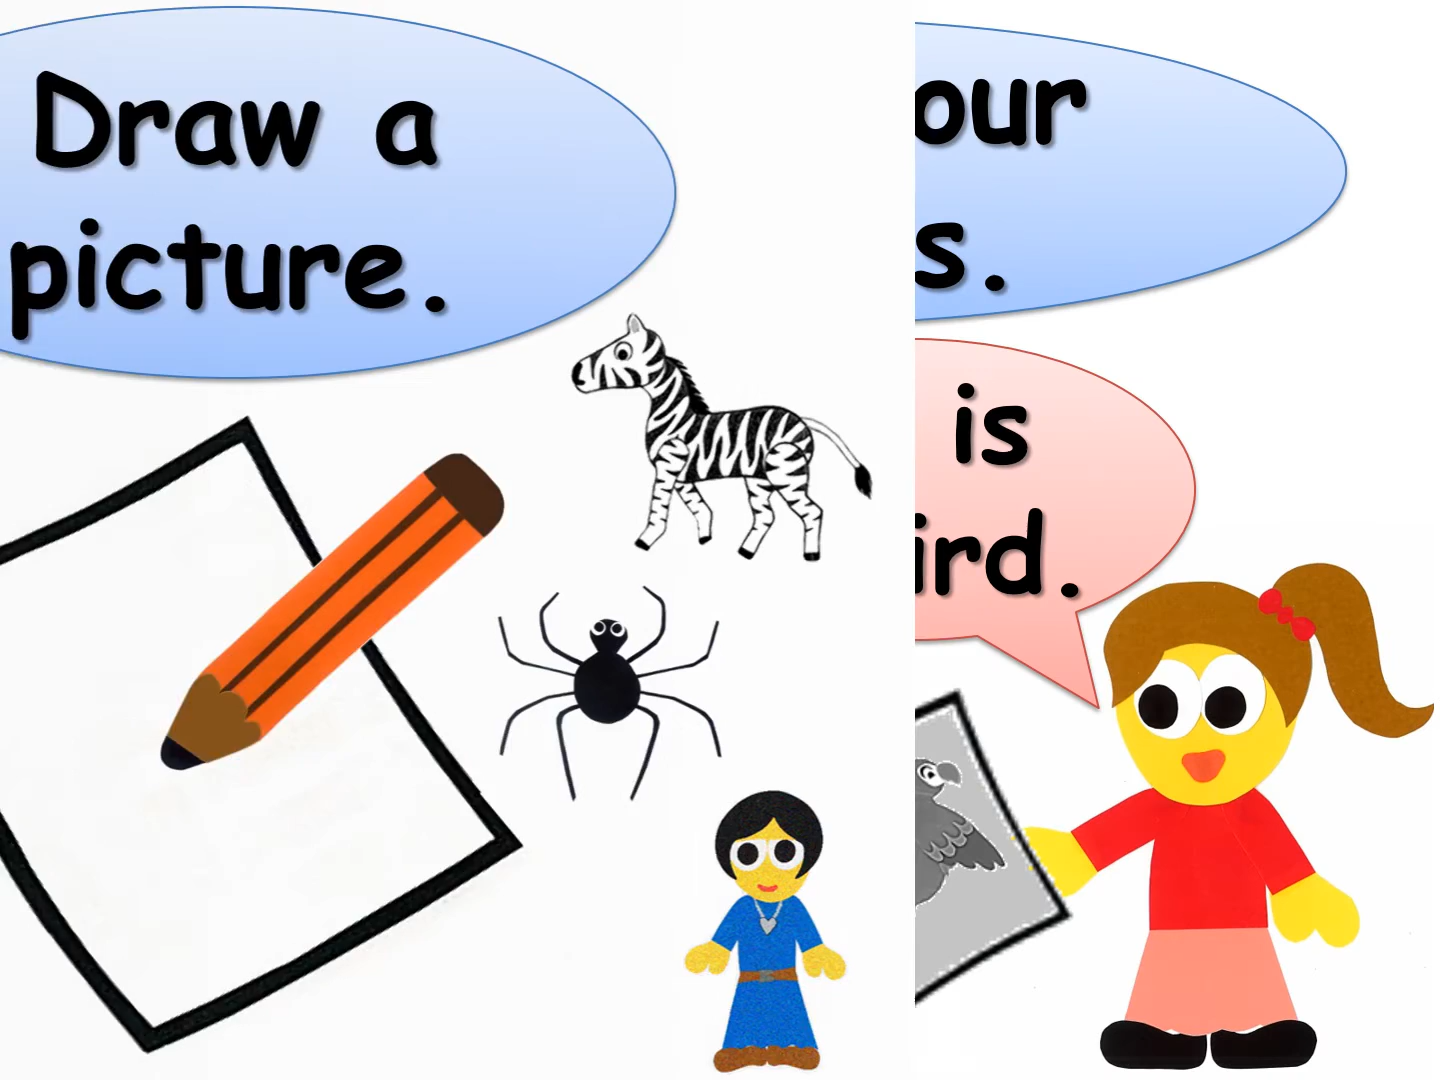 Draw a
picture.
our
s.
is
ird.